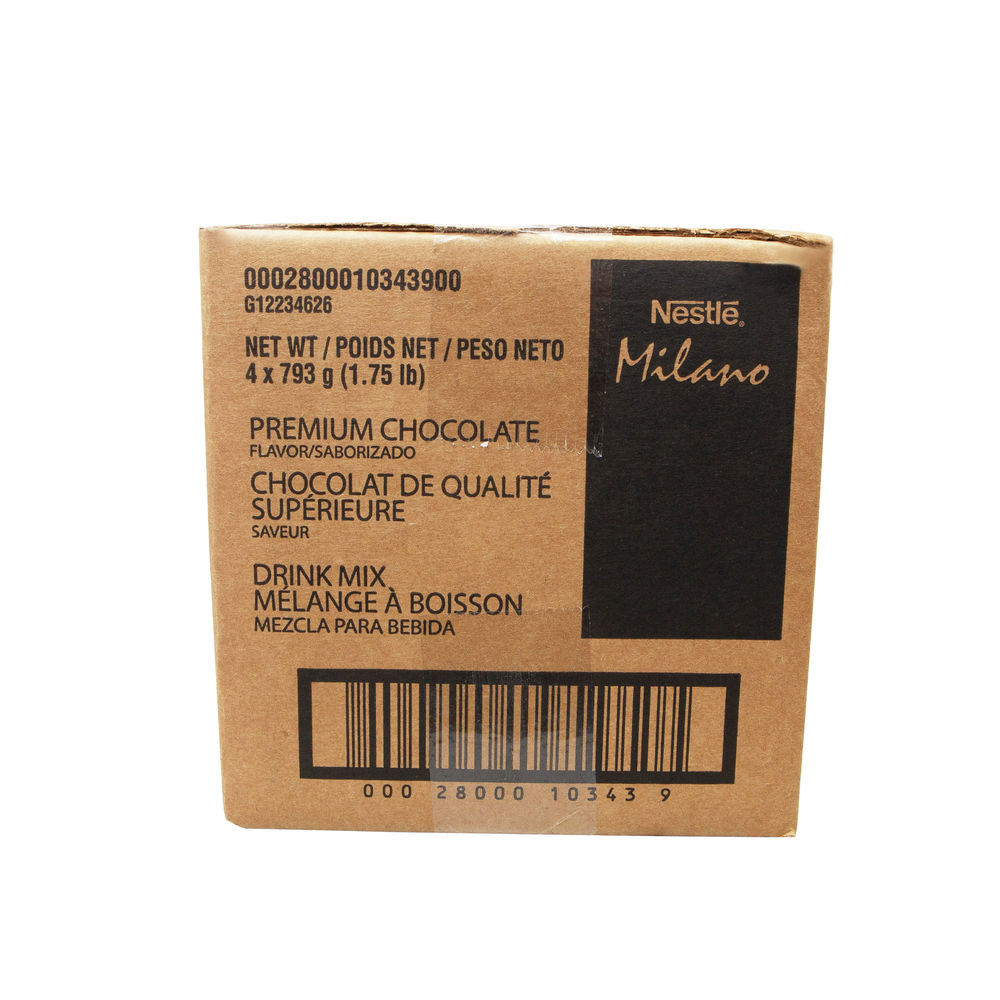 0002800010343900
G12234626
NET WT / POIDS NET / PESO NETO
4 x 793 g (1.75 lb)
PREMIUM CHOCOLATE
FLAVOR/SABORIZADO
CHOCOLAT DE QUALITÉ
SUPÉRIEURE
SAVEUR
DRINK MIX
MÉLANGE À BOISSON
MEZCLA PARA BEBIDA
Nestlé®
Milano
000 28000 10343 9